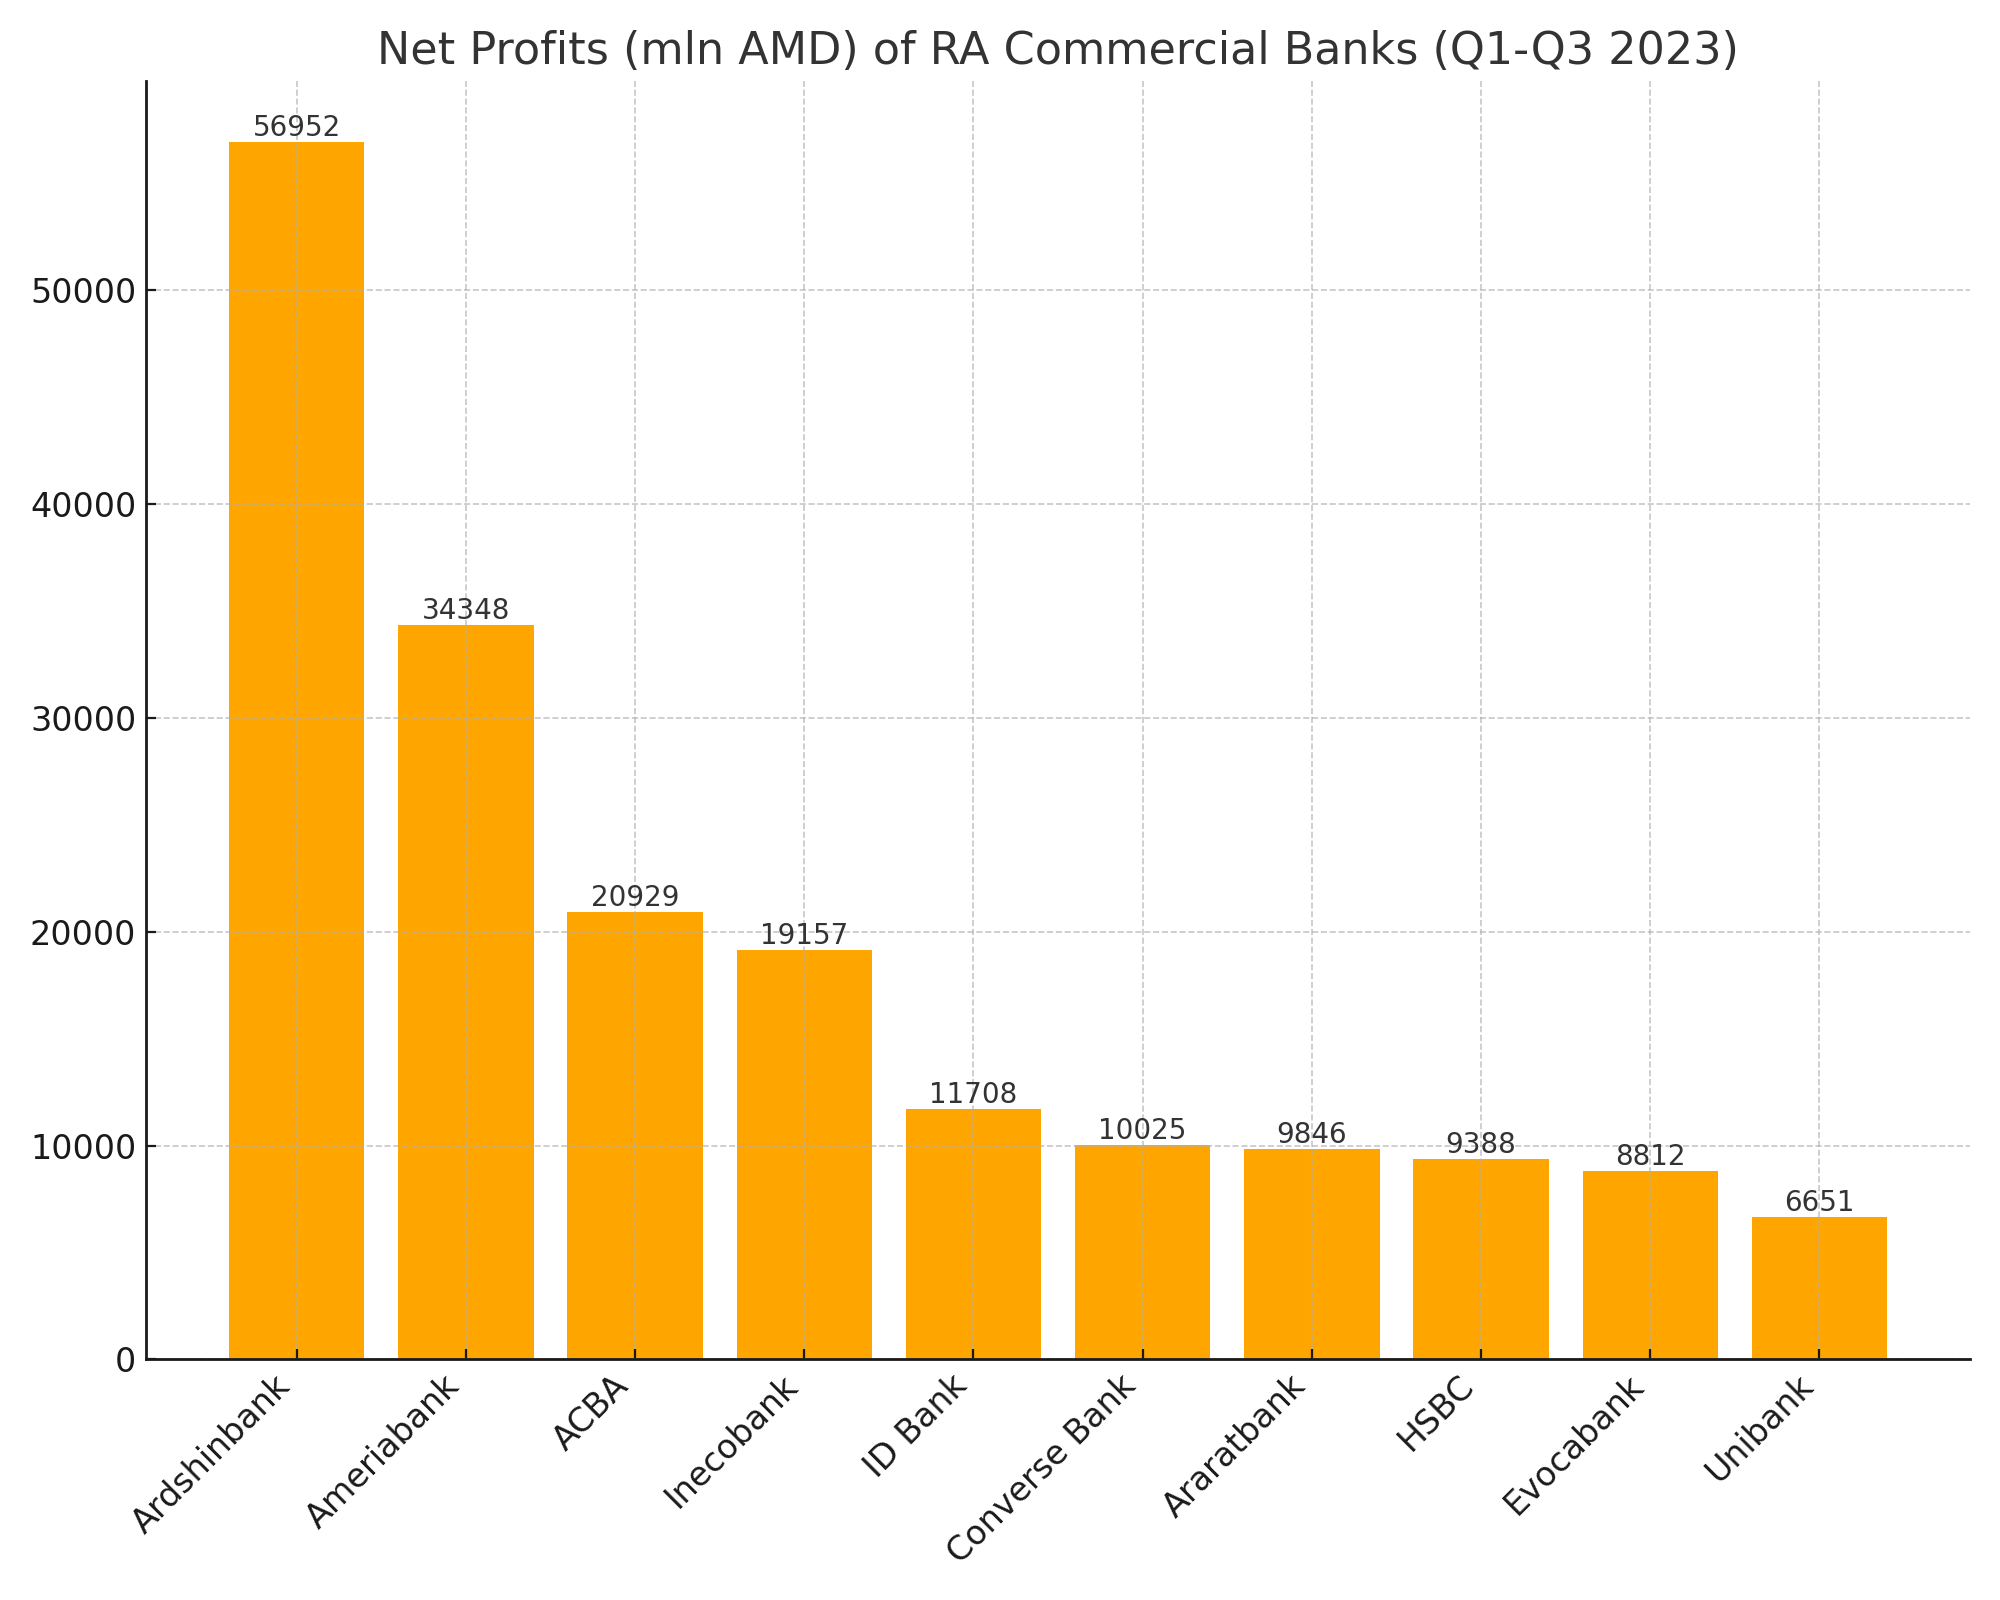 Net Profits (mln AMD) of RA Commercial Banks (Q1-Q3 2023)
56952
50000
40000
34348
30000
20929
20000
19157
11708
10025
10000
9846
9388
8812
6651
0
Ardshinbank
Ameriabank
ACBA
Inecobank
ID Bank
Converse Bank
Araratbank
HSBC
Evocabank
Unibank